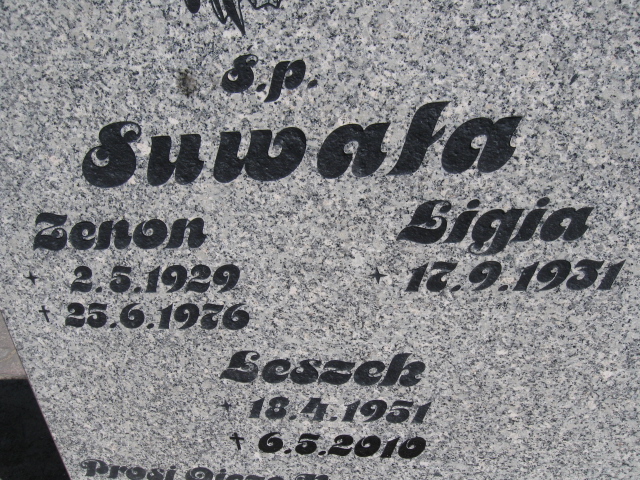 Ś.p.
Suwała
Zenon Ligia
2.5.1929 17.9.1931
25.6.1976
Leszek
18.4.1951
6.5.2010